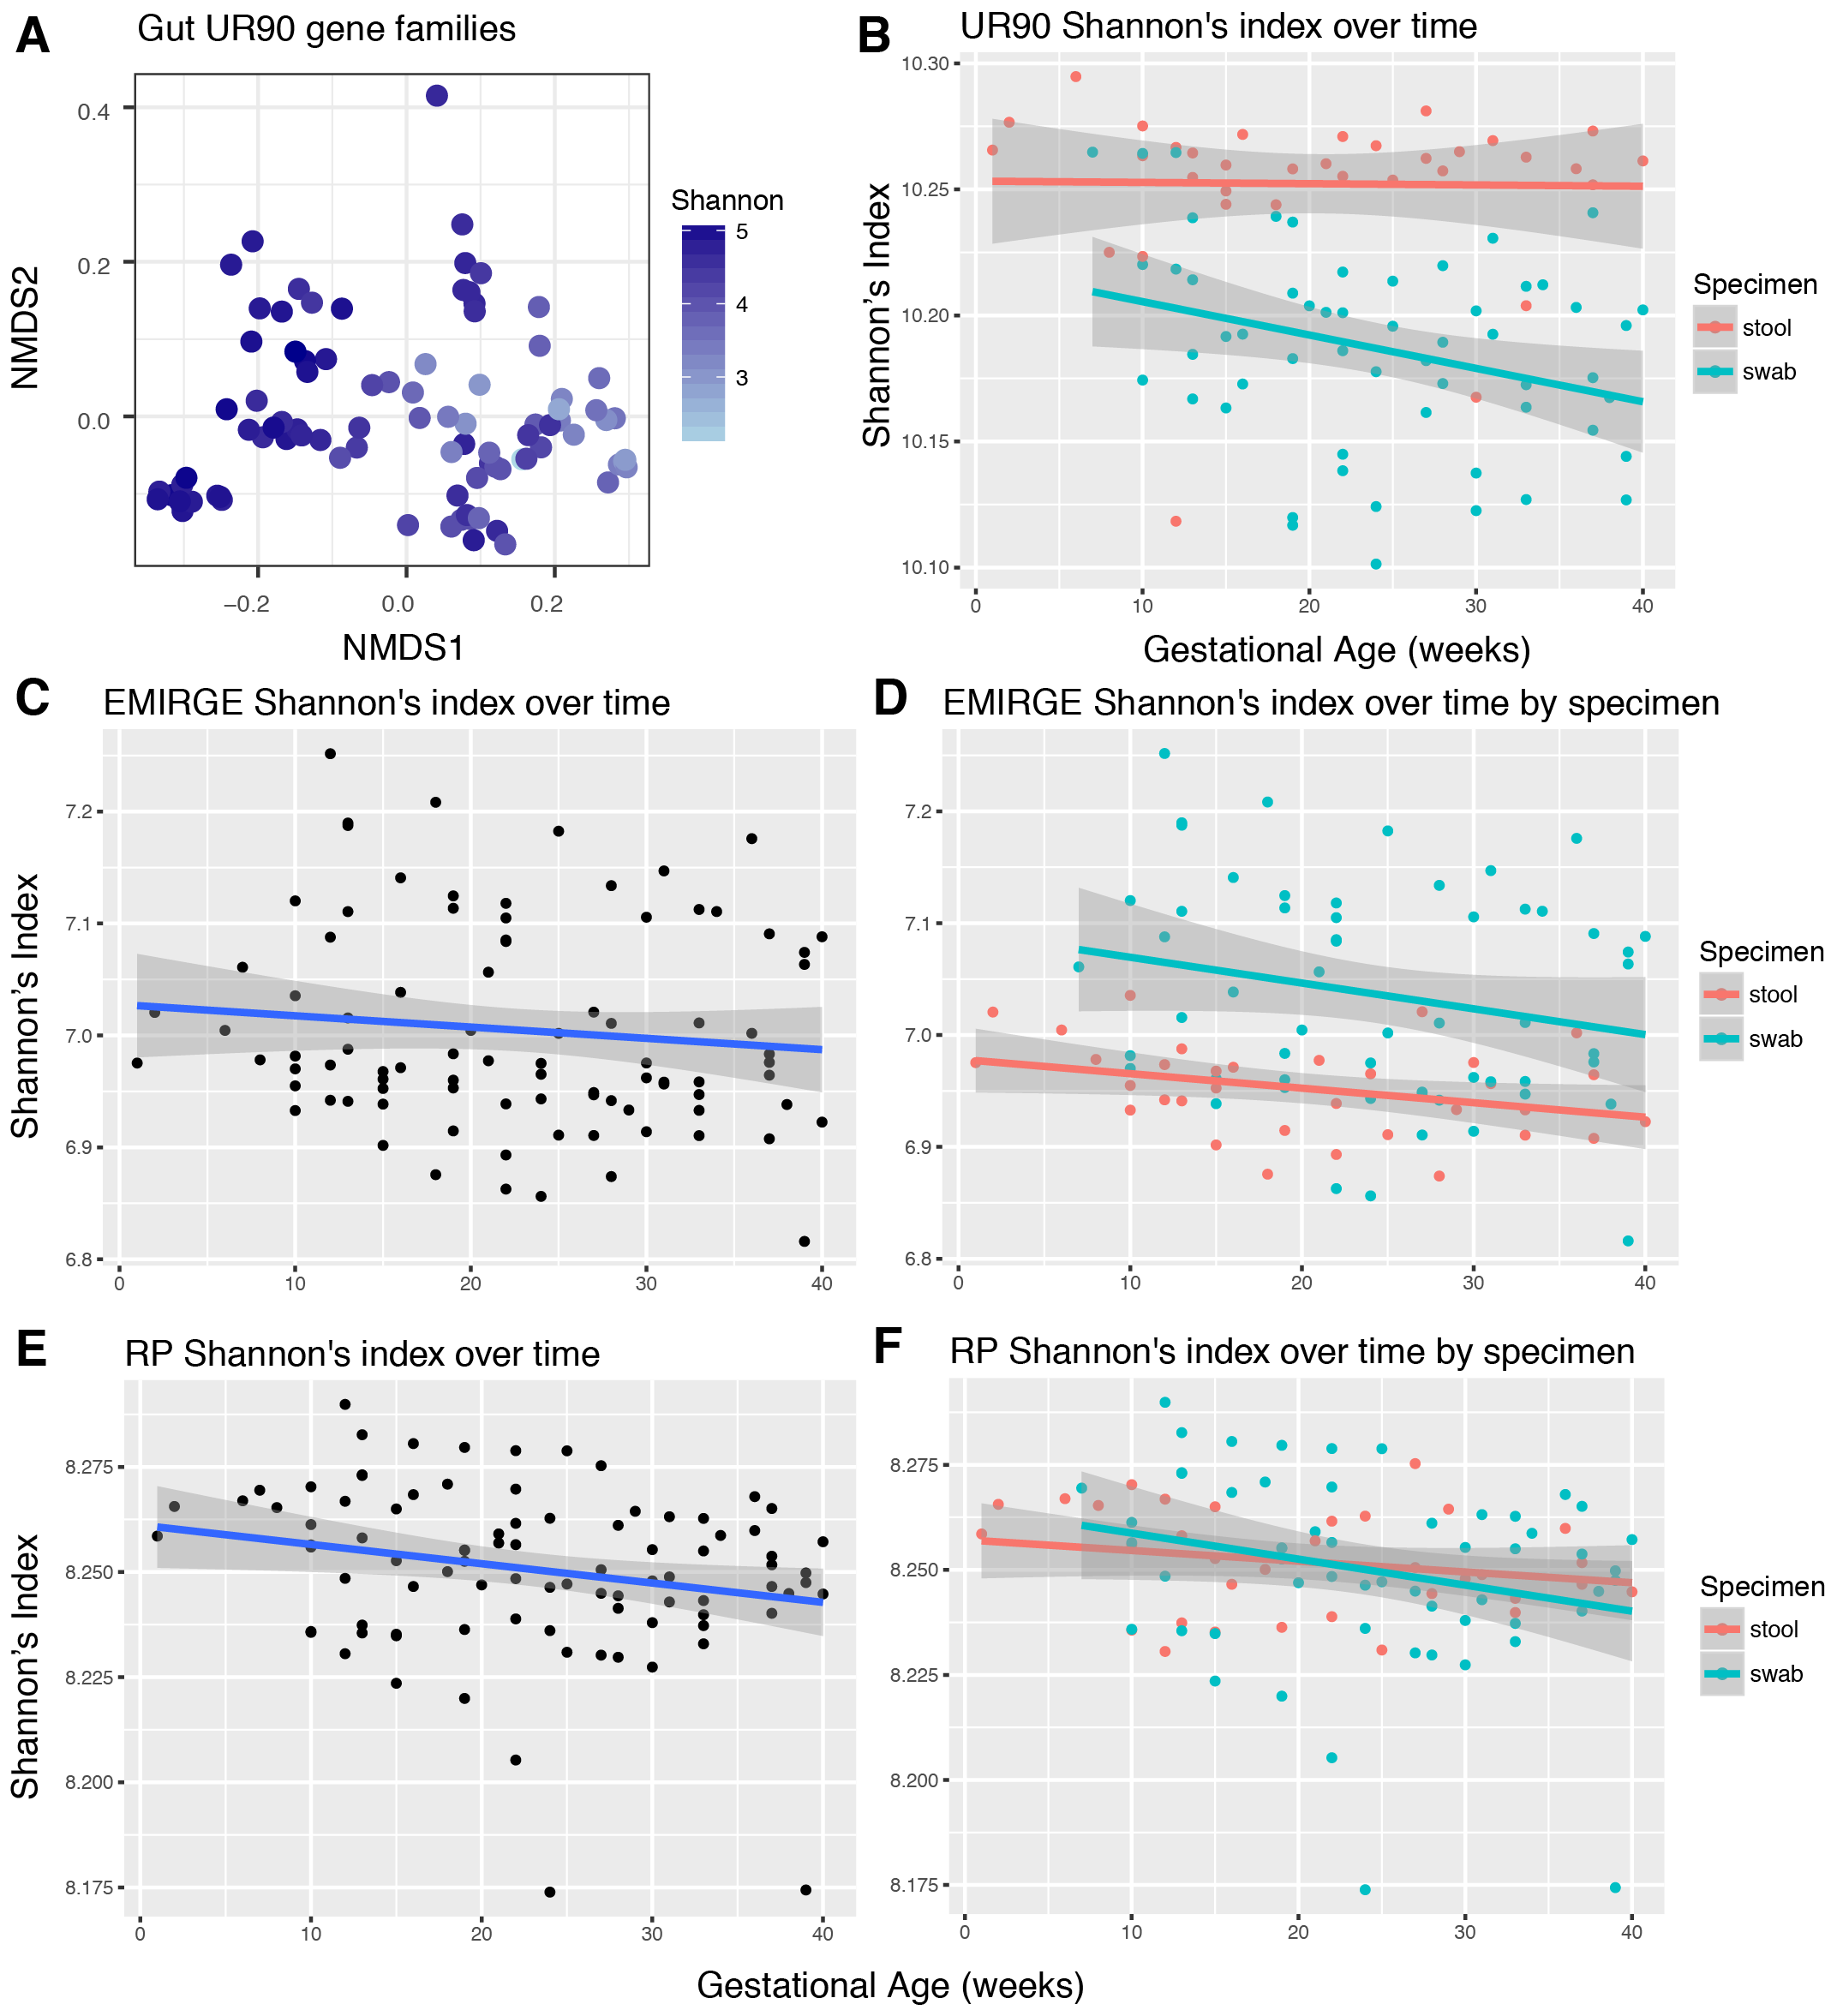 A Gut UR90 gene families
0.4
0.2
0.0
−0.2 0.0 0.2
NMDS2
NMDS1
Shannon
5
4
3
B UR90 Shannon's index over time
10.30
10.25
10.20
10.15
10.10
0 10 20 30 40
Shannon's Index
Gestational Age (weeks)
Specimen
stool
swab
C EMIRGE Shannon's index over time
7.2
7.1
7.0
6.9
6.8
0 10 20 30 40
Shannon's Index
D EMIRGE Shannon's index over time by specimen
7.2
7.1
7.0
6.9
6.8
0 10 20 30 40
Specimen
stool
swab
E RP Shannon's index over time
8.275
8.250
8.225
8.200
8.175
0 10 20 30 40
Shannon's Index
F RP Shannon's index over time by specimen
8.275
8.250
8.225
8.200
8.175
0 10 20 30 40
Specimen
stool
swab
Gestational Age (weeks)